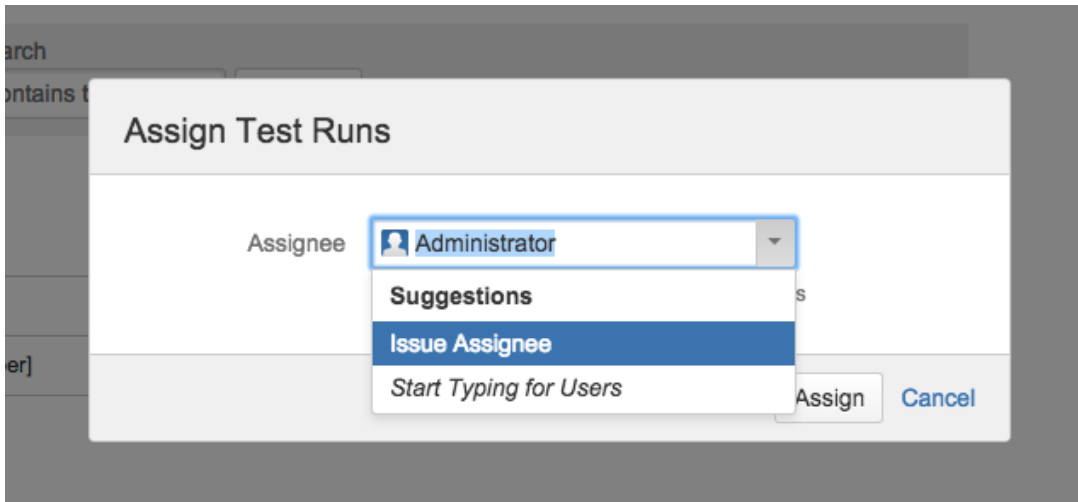 arch
ontains t
Assign Test Runs
Assignee
Administrator
Suggestions
s
Issue Assignee
er]
Start Typing for Users
Assign
Cancel